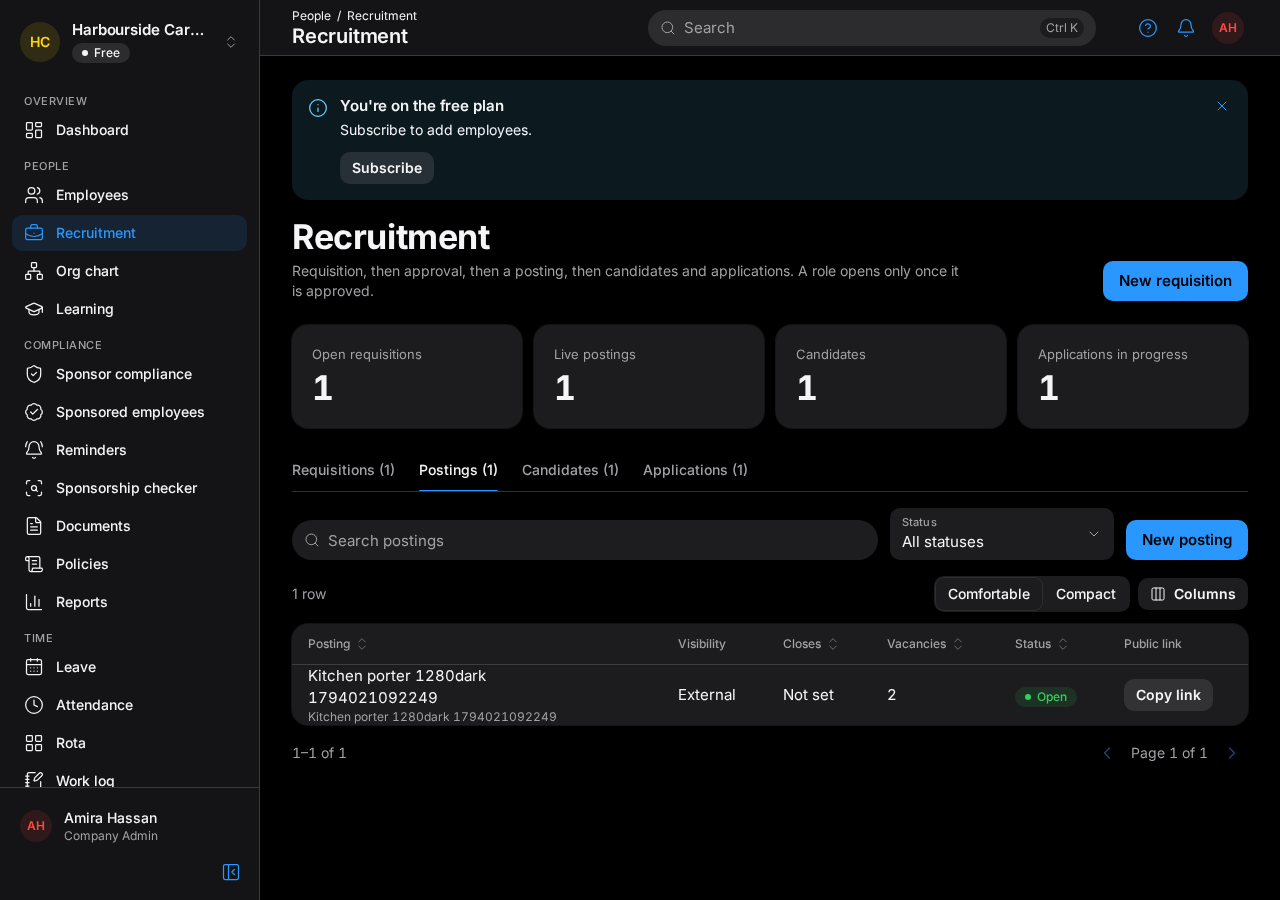 HC
Harbourside Car...
Free
OVERVIEW
Dashboard
PEOPLE
Employees
Recruitment
Org chart
Learning
COMPLIANCE
Sponsor compliance
Sponsored employees
Reminders
Sponsorship checker
Documents
Policies
Reports
TIME
Leave
Attendance
Rota
Work log
AH
Amira Hassan
Company Admin
People / Recruitment
Recruitment
Search
Ctrl K
AH
You're on the free plan
Subscribe to add employees.
Subscribe
Recruitment
Requisition, then approval, then a posting, then candidates and applications. A role opens only once it
is approved.
New requisition
Open requisitions
1
Live postings
1
Candidates
1
Applications in progress
1
Requisitions (1)
Postings (1)
Candidates (1)
Applications (1)
Search postings
Status
All statuses
New posting
1 row
Comfortable
Compact
Columns
Posting
Visibility
Closes
Vacancies
Status
Public link
Kitchen porter 1280dark
1794021092249
Kitchen porter 1280dark 1794021092249
External
Not set
2
Open
Copy link
1–1 of 1
Page 1 of 1